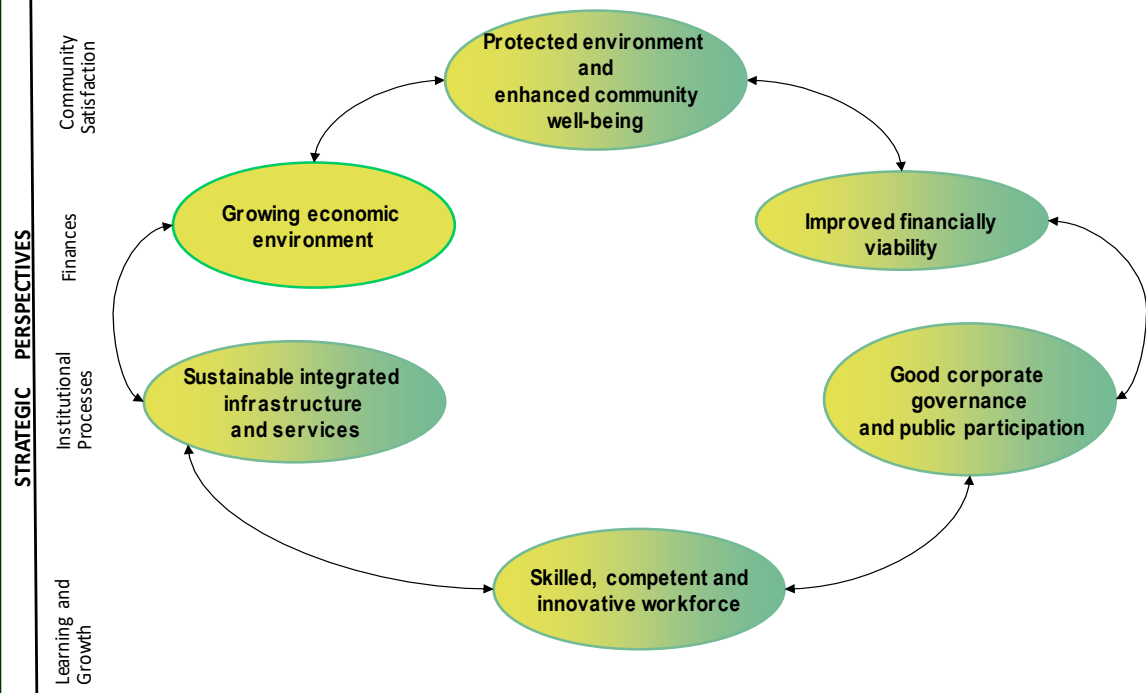 STRATEGIC PERSPECTIVES
Community
Satisfaction
Finances
Institutional
Processes
Learning and
Growth
Protected environment
and
enhanced community
well-being
Growing economic
environment
Improved financially
viability
Sustainable integrated
infrastructure
and services
Good corporate
governance
and public participation
Skilled, competent and
innovative workforce